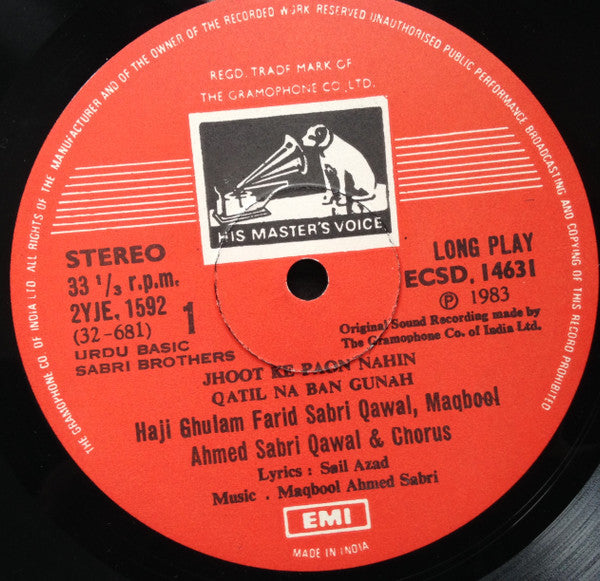 THE GRAMOPHONE CO. OF INDIA LTD. ALL RIGHTS OF THE MANUFACTURER AND OF THE OWNER OF THE RECORDED WORK RESERVED UNAUTHORISED PUBLIC PERFORMANCE BROADCASTING AND COPYING OF THIS RECORD PROHIBITED
REGD. TRADE MARK OF
THE GRAMOPHONE CO., LTD.
HIS MASTER'S VOICE
STEREO
33 1/3 r.p.m.
2YJE. 1592
(32-681) 1
URDU BASIC
SABRI BROTHERS
LONG PLAY
ECSD. 14631
Ⓟ 1983
Original Sound Recording made by
The Gramophone Co. of India Ltd.
JHOOT KE PAON NAHIN
QATIL NA BAN GUNAH
Haji Ghulam Farid Sabri Qawal, Maqbool
Ahmed Sabri Qawal & Chorus
Lyrics : Sail Azad
Music . Maqbool Ahmed Sabri
EMI
MADE IN INDIA